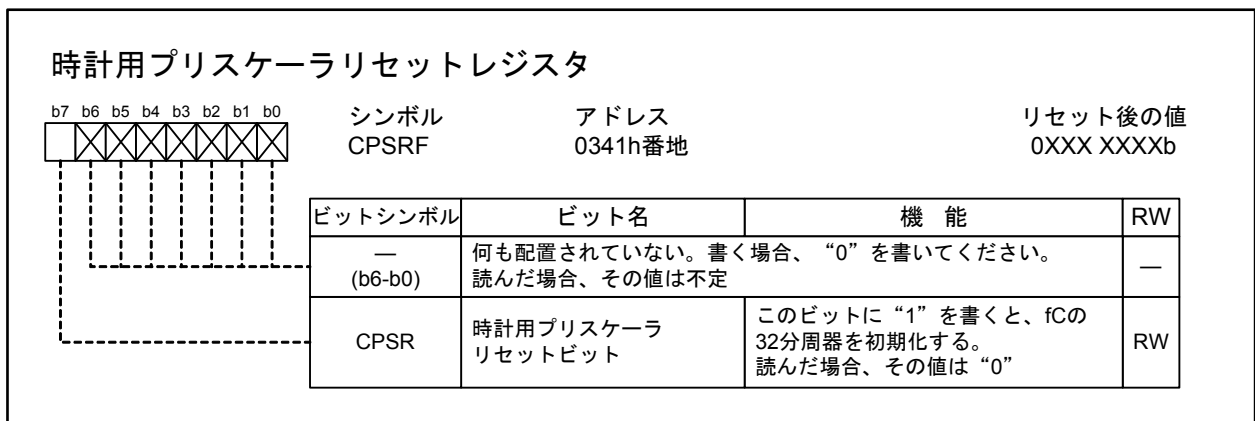 時計用プリスケーラリセットレジスタ
b7 b6 b5 b4 b3 b2 b1 b0
シンボル アドレス リセット後の値
CPSRF 0341h番地 0XXX XXXXb
ビットシンボル ビット名 機 能 RW
—
(b6-b0)
何も配置されていない。書く場合、“0”を書いてください。
読んだ場合、その値は不定
—
CPSR
時計用プリスケーラ
リセットビット
このビットに“1”を書くと、fCの
32分周器を初期化する。
読んだ場合、その値は“0”
RW